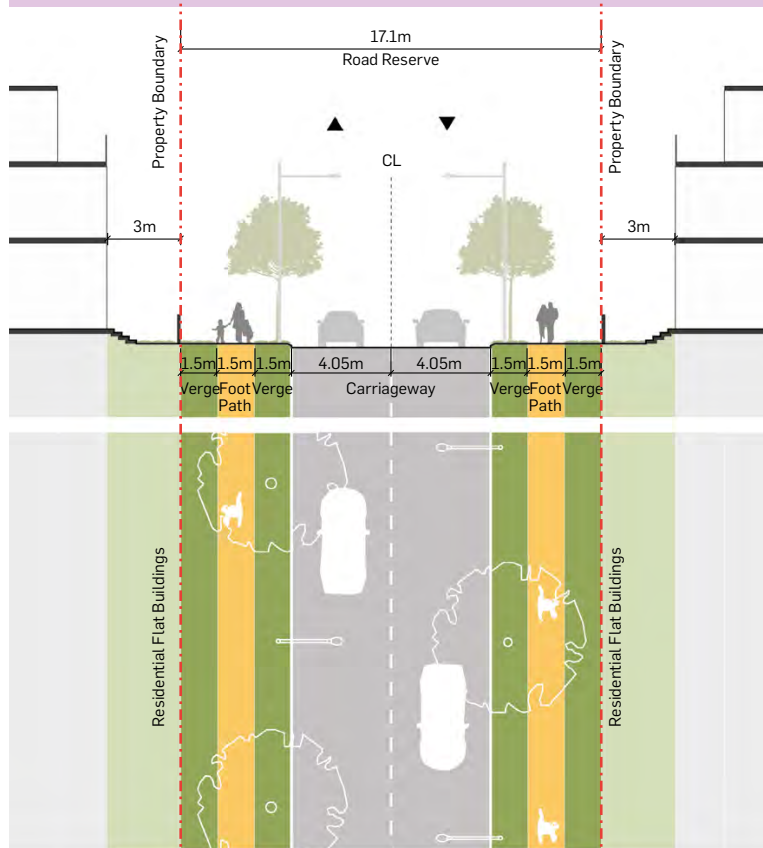 17.1m
Road Reserve
Property Boundary
Property Boundary
CL
3m
3m
1.5m 1.5m 1.5m 4.05m 4.05m 1.5m 1.5m 1.5m
Verge Foot Path Verge Carriageway Verge Foot Path Verge
Residential Flat Buildings
Residential Flat Buildings